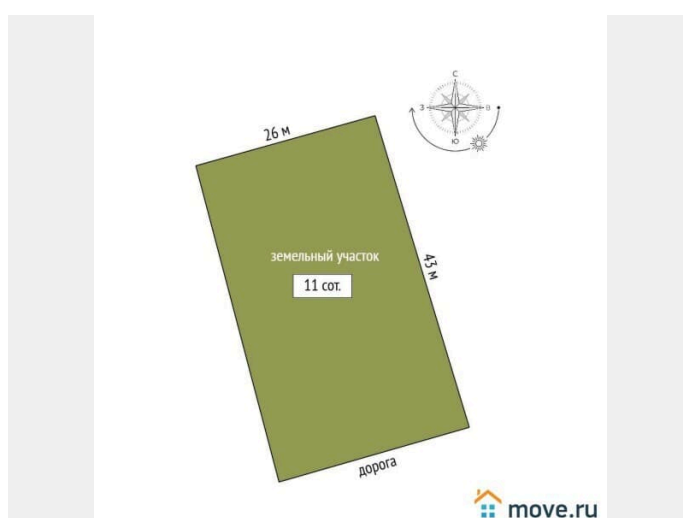 С
З
В
Ю
26 м
земельный участок
43 м
11 сот.
дорога
move.ru